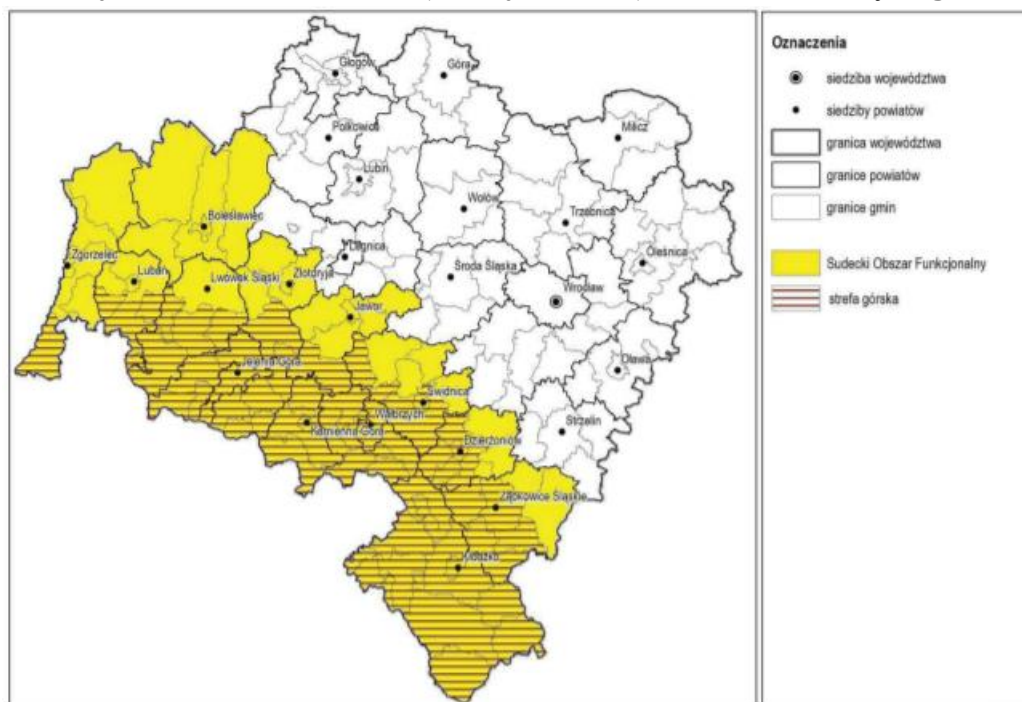 Głogów
Góra
Polkowice
Milicz
Lubin
Wołów
Trzebnica
Bolesławiec
Legnica
Oleśnica
Zgorzelec
Lubań
Lwówek Śląski
Złotoryja
Środa Śląska
Wrocław
Jawor
Jelenia Góra
Oława
Świdnica
Wałbrzych
Kamienna Góra
Strzelin
Dzierżoniów
Ząbkowice Śląskie
Kłodzko
Oznaczenia
siedziba województwa
siedziby powiatów
granica województwa
granice powiatów
granice gmin
Sudecki Obszar Funkcjonalny
strefa górska